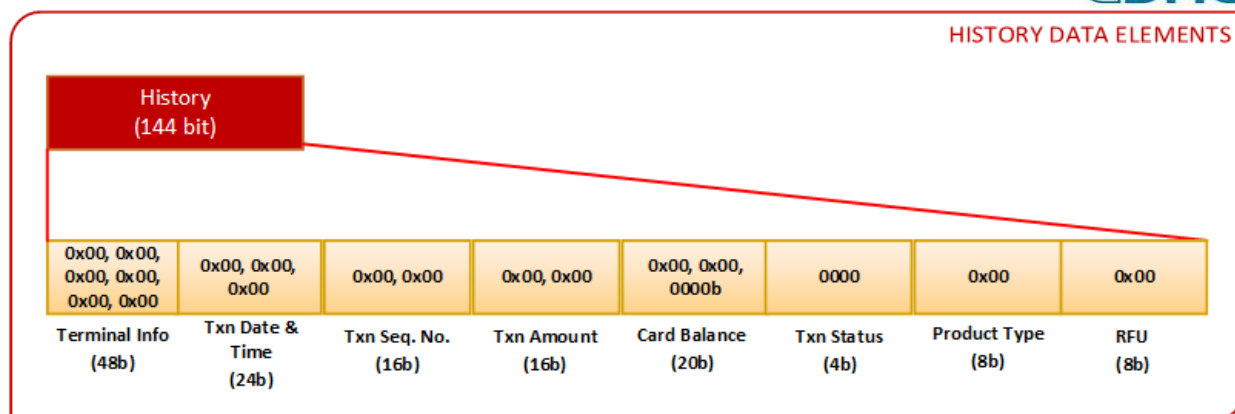 HISTORY DATA ELEMENTS
History
(144 bit)
0x00, 0x00,
0x00, 0x00,
0x00, 0x00
0x00, 0x00,
0x00
0x00, 0x00
0x00, 0x00
0x00, 0x00,
0000b
0000
0x00
0x00
Terminal Info
(48b)
Txn Date &
Time
(24b)
Txn Seq. No.
(16b)
Txn Amount
(16b)
Card Balance
(20b)
Txn Status
(4b)
Product Type
(8b)
RFU
(8b)